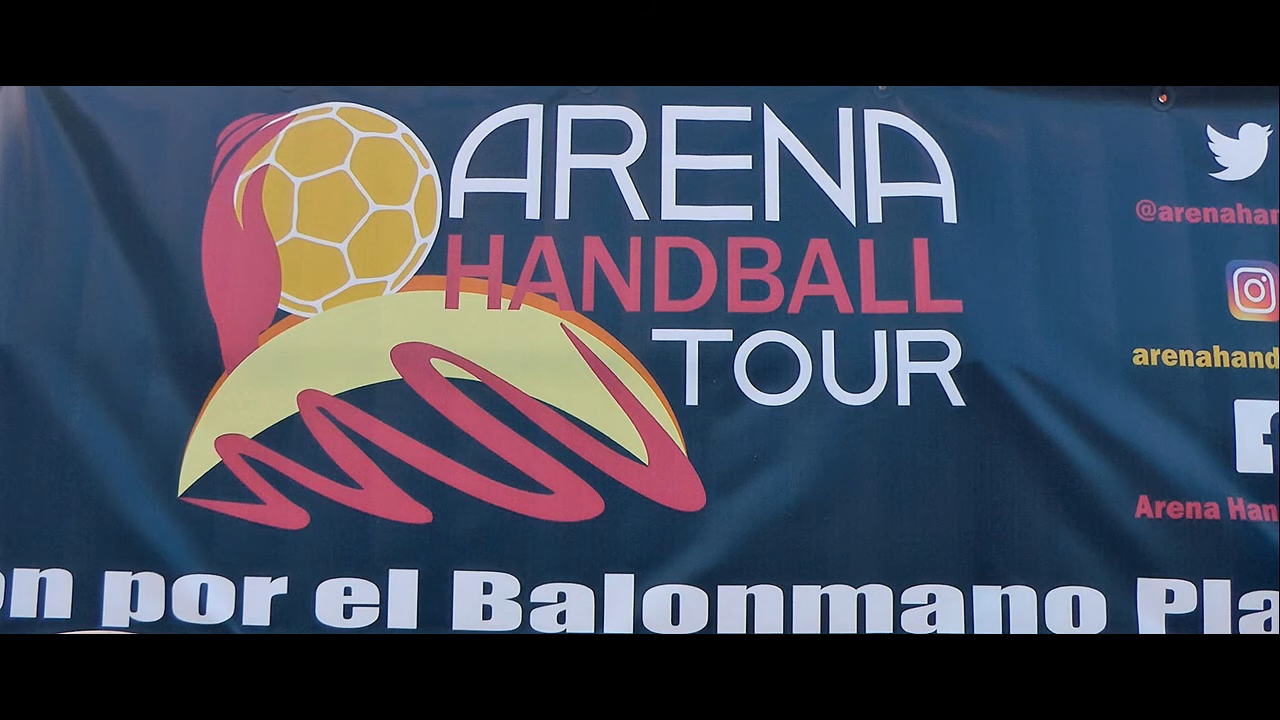 ARENA
HANDBALL
TOUR
@arenahan
arenahand
Arena Han
on por el Balonmano Pla